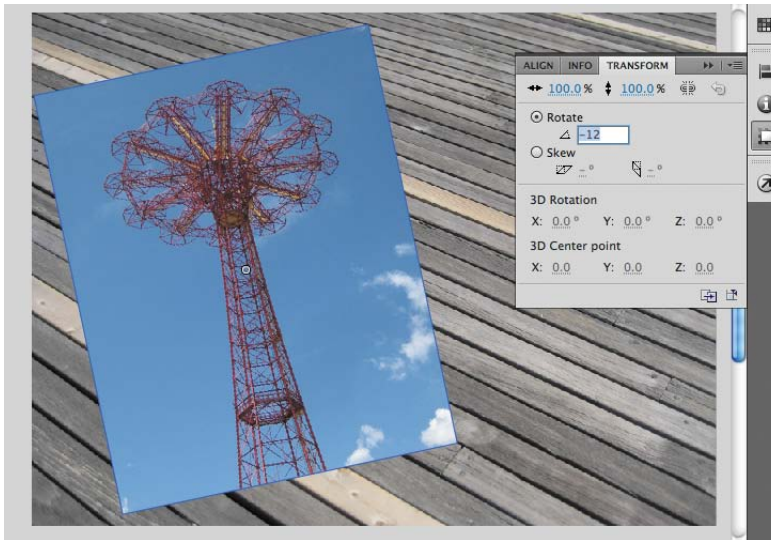 ALIGN INFO TRANSFORM
100.0 % 100.0 %
Rotate
-12
Skew
- ° - °
3D Rotation
X: 0.0 ° Y: 0.0 ° Z: 0.0 °
3D Center point
X: 0.0 Y: 0.0 Z: 0.0